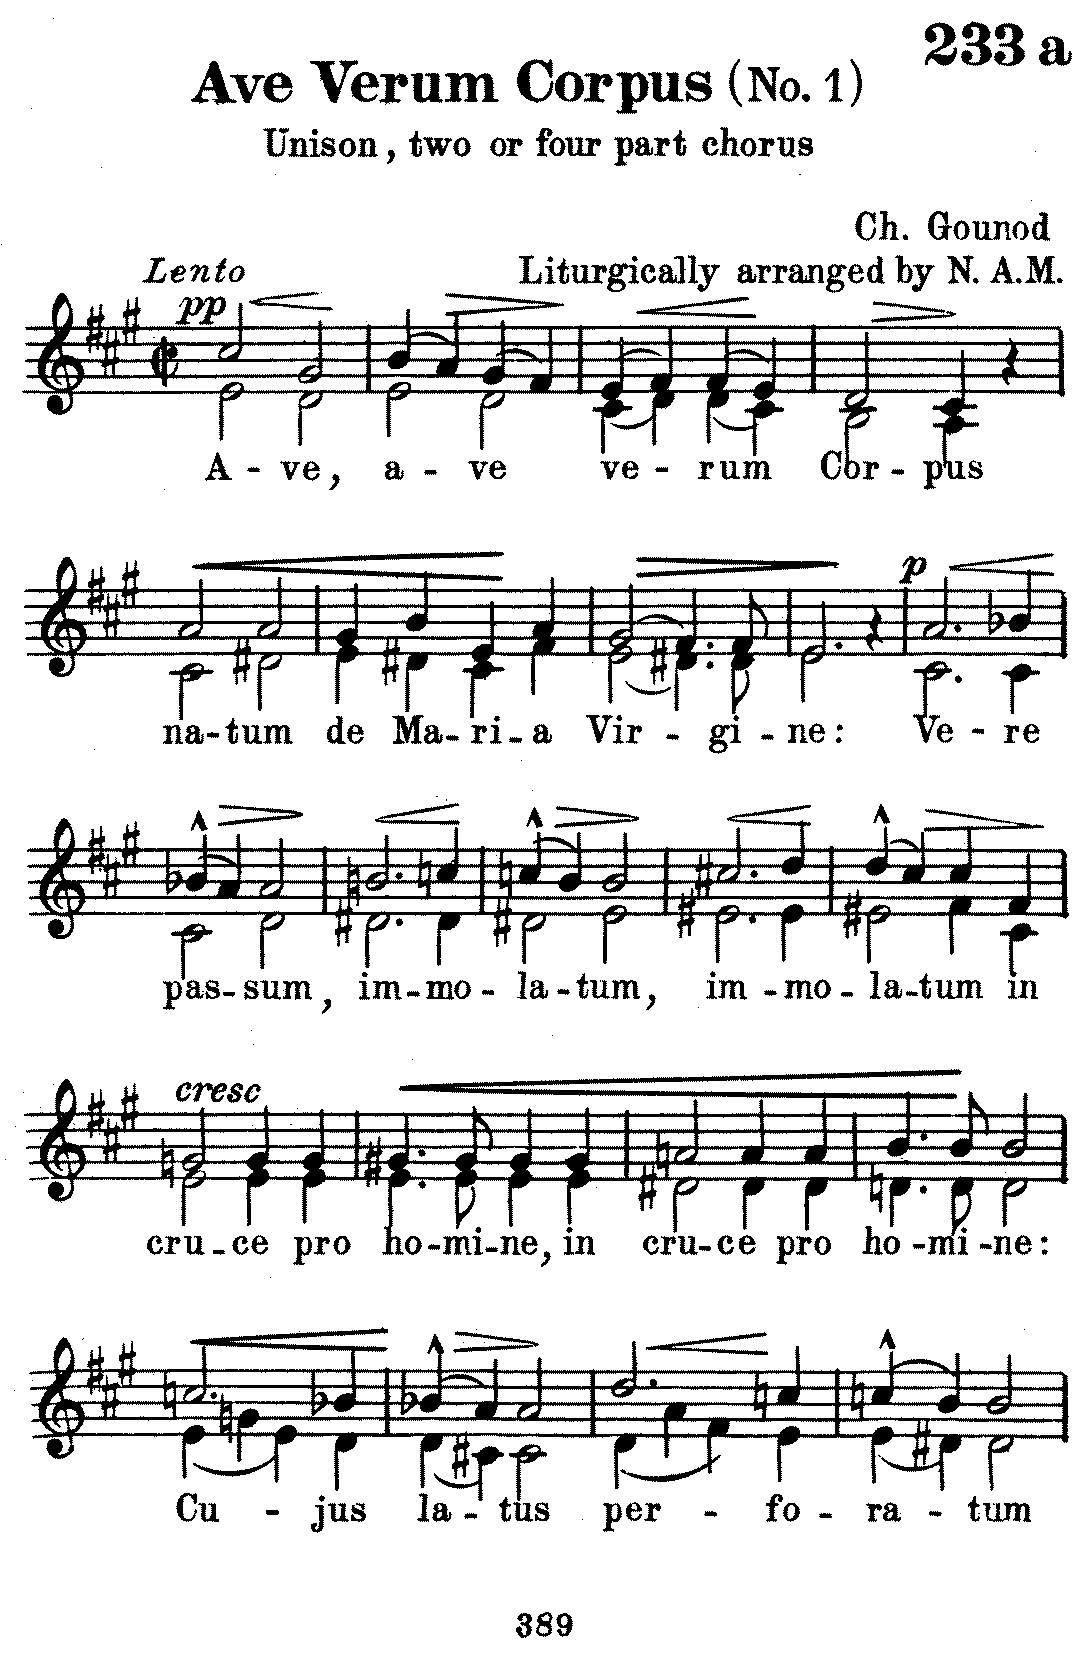 233 a
Ave Verum Corpus (No. 1)
Unison, two or four part chorus
Ch. Gounod
Lento Liturgically arranged by N. A. M.
pp
A - ve, a - ve ve - rum Cor - pus
p
na - tum de Ma - ri - a Vir - gi - ne: Ve - re
pas - sum, im - mo - la - tum, im - mo - la - tum in
cresc
cru - ce pro ho - mi - ne, in cru - ce pro ho - mi - ne:
Cu - jus la - tus per - fo - ra - tum
389